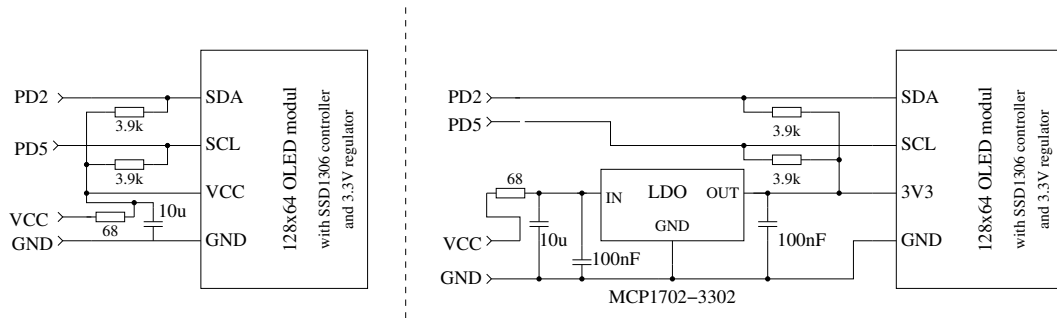 PD2
SDA
3.9k
PD5
SCL
3.9k
VCC
VCC
68
10u
GND
GND
128x64 OLED modul
with SSD1306 controller
and 3.3V regulator
PD2
SDA
PD5
3.9k
SCL
3.9k
68
IN
LDO
OUT
3V3
GND
VCC
10u
100nF
100nF
GND
GND
MCP1702−3302
128x64 OLED modul
with SSD1306 controller
and 3.3V regulator